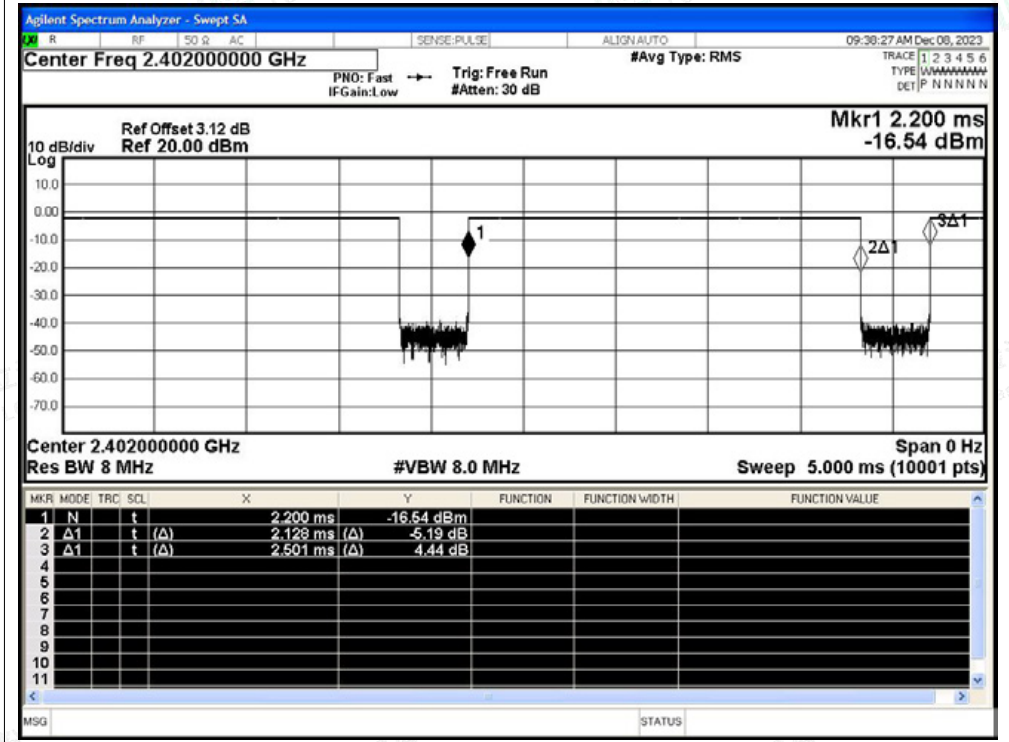 Agilent Spectrum Analyzer - Swept SA
R RF 50 Ω AC SENSE:PULSE ALIGN AUTO 09:38:27 AM Dec 08, 2023
Center Freq 2.402000000 GHz #Avg Type: RMS TRACE 1 2 3 4 5 6
PNO: Fast Trig: Free Run TYPE
IFGain:Low #Atten: 30 dB DET P N N N N N
Mkr1 2.200 ms
Ref Offset 3.12 dB
10 dB/div Ref 20.00 dBm -16.54 dBm
Log
10.0
0.00
-10.0
-20.0
-30.0
-40.0
-50.0
-60.0
-70.0
1
2Δ1
3Δ1
Center 2.402000000 GHz Span 0 Hz
Res BW 8 MHz #VBW 8.0 MHz Sweep 5.000 ms (10001 pts)
MKR MODE TRC SCL X Y FUNCTION FUNCTION WIDTH FUNCTION VALUE
1 N t 2.200 ms -16.54 dBm
2 Δ1 t (Δ) 2.128 ms (Δ) -5.19 dB
3 Δ1 t (Δ) 2.501 ms (Δ) 4.44 dB
4
5
6
7
8
9
10
11
MSG STATUS